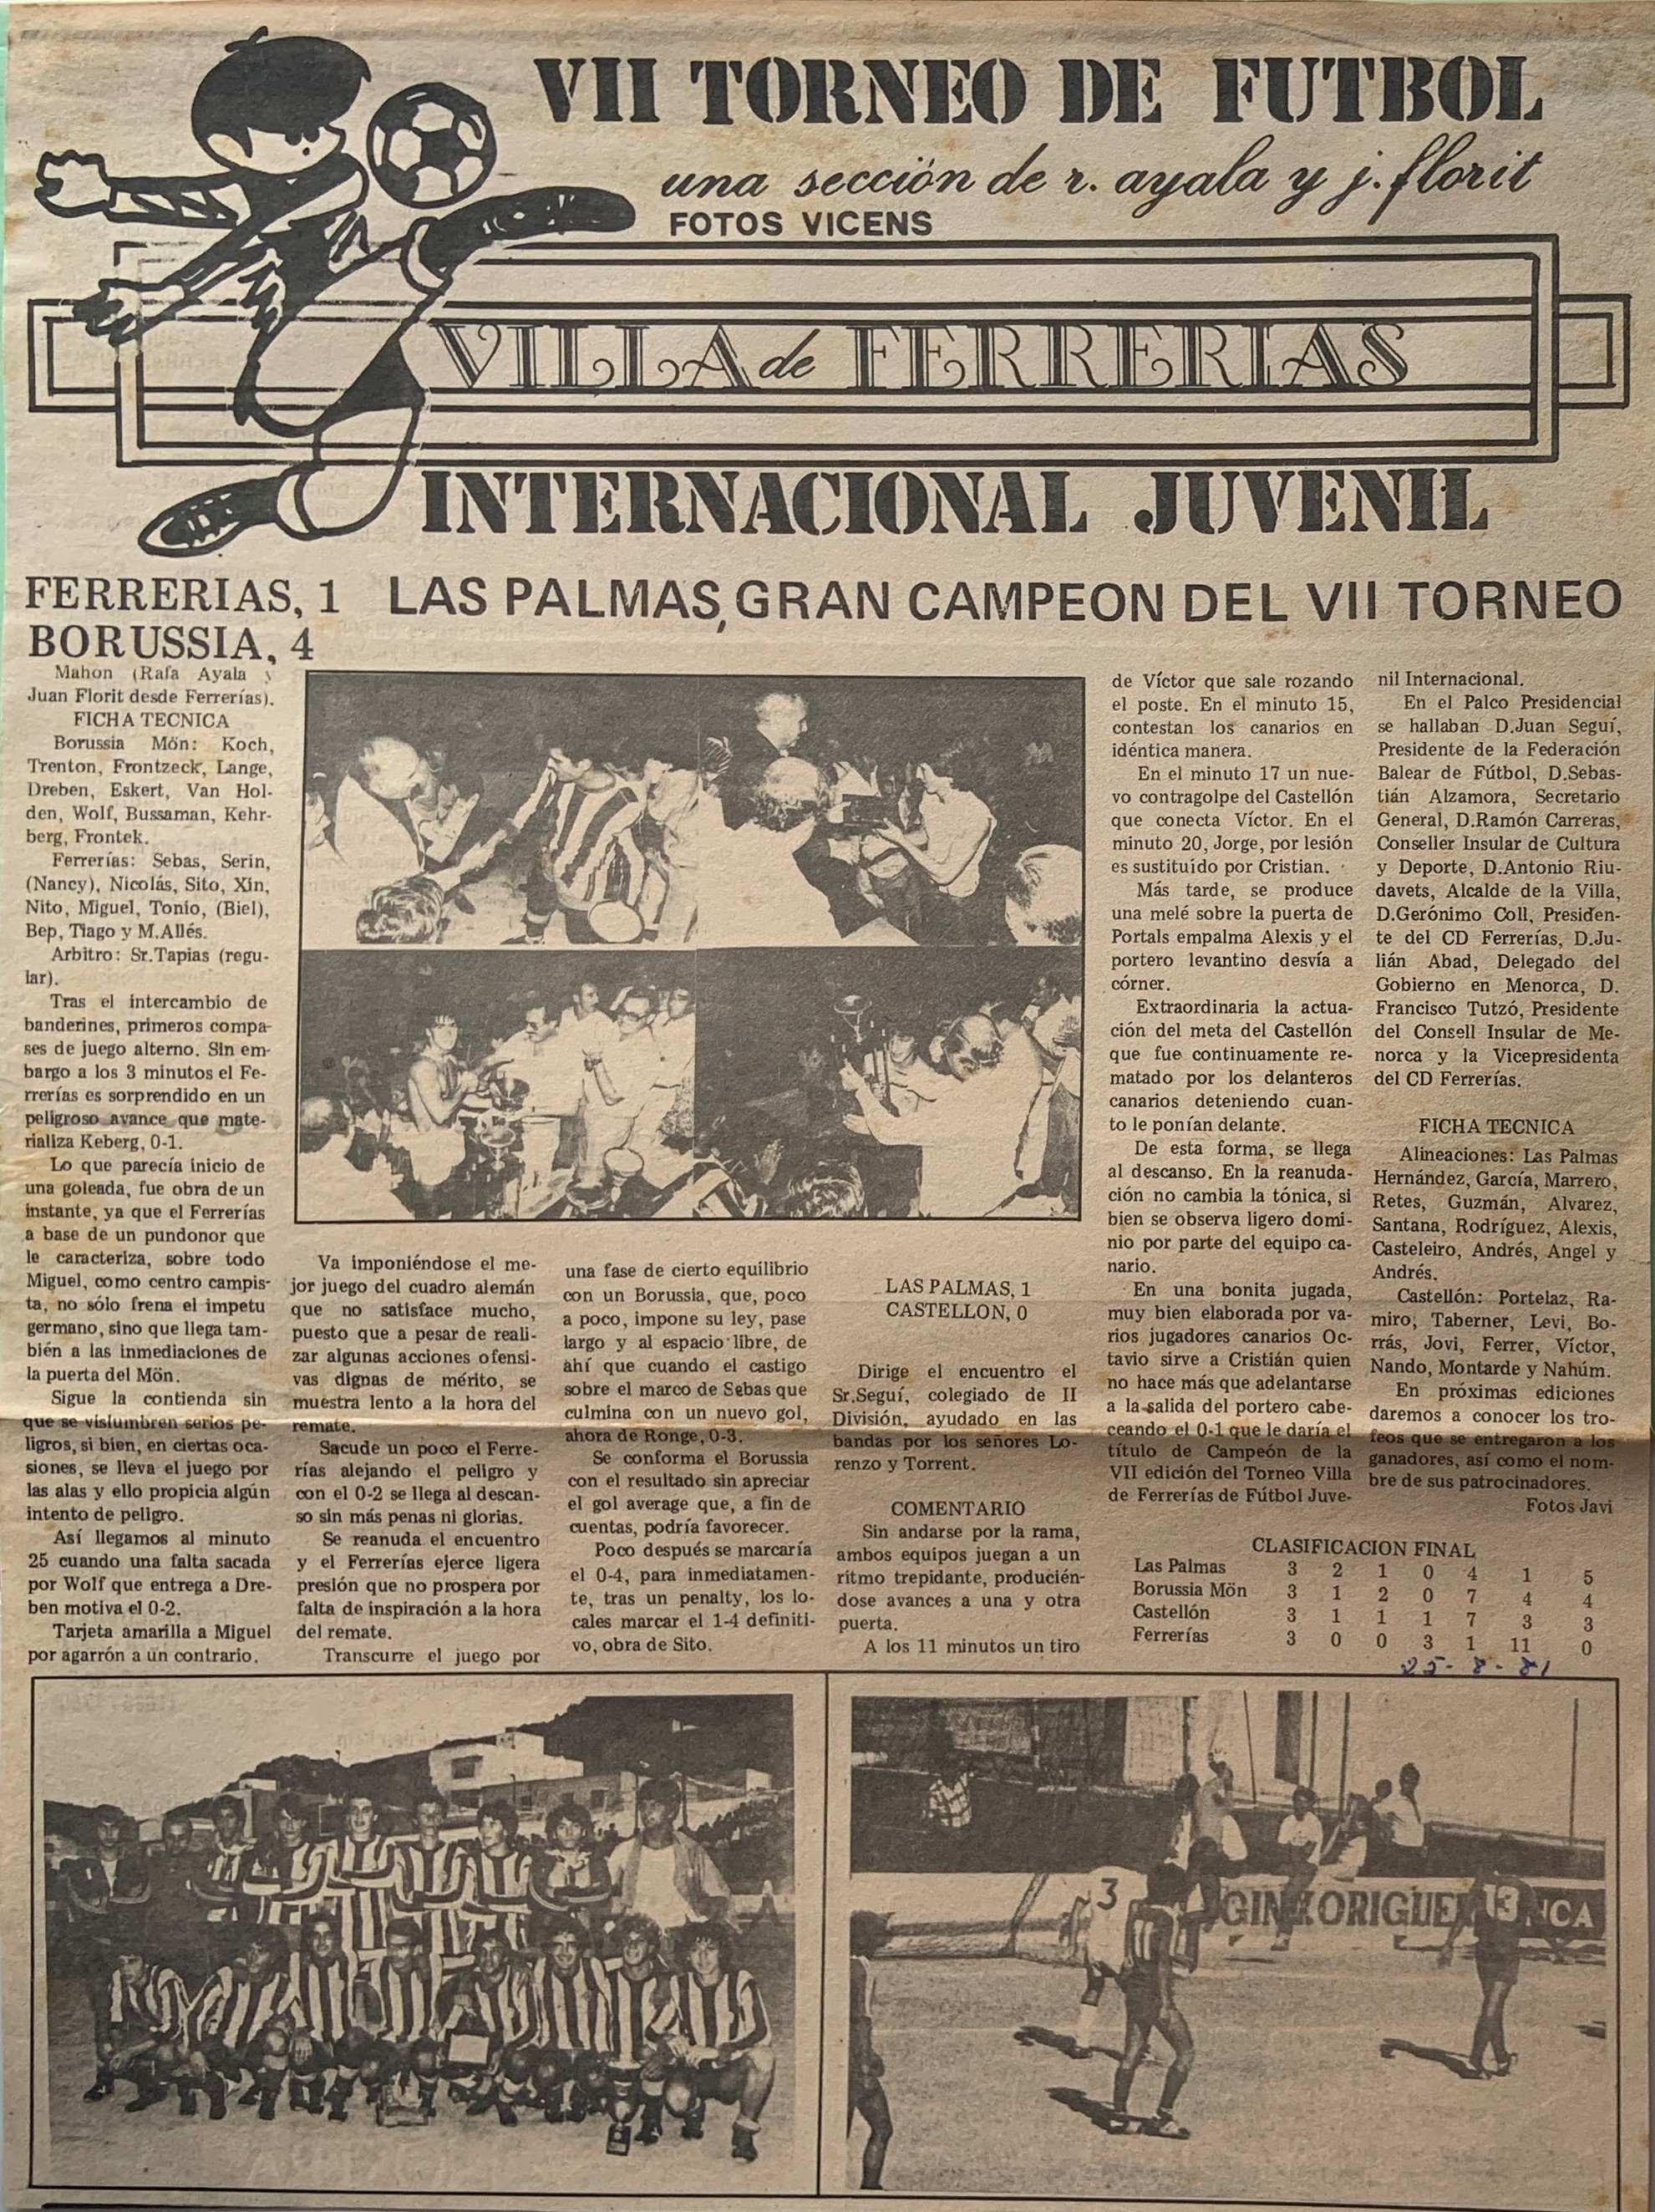 VII TORNEO DE FUTBOL
una sección de r. ayala y j. florit
FOTOS VICENS
VILLA de FERRERIAS
INTERNACIONAL JUVENIL
FERRERIAS, 1
BORUSSIA, 4
LAS PALMAS, GRAN CAMPEON DEL VII TORNEO
Mahon (Rafa Ayala y
Juan Florit desde Ferrerías).
FICHA TECNICA
Borussia Mön: Koch,
Trenton, Frontzeck, Lange,
Dreben, Eskert, Van Hol-
den, Wolf, Bussaman, Kehr-
berg, Frontek.
Ferrerías: Sebas, Serin,
(Nancy), Nicolás, Sito, Xin,
Nito, Miguel, Tonio, (Biel),
Bep, Tiago y M.Allés.
Arbitro: Sr.Tapias (regu-
lar).
Tras el intercambio de
banderines, primeros compa-
ses de juego alterno. Sin em-
bargo a los 3 minutos el Fe-
rrerías es sorprendido en un
peligroso avance que mate-
rializa Keberg, 0-1.
Lo que parecía inicio de
una goleada, fue obra de un
instante, ya que el Ferrerías
a base de un pundonor que
le caracteriza, sobre todo
Miguel, como centro campis-
ta, no sólo frena el impetu
germano, sino que llega tam-
bién a las inmediaciones de
la puerta del Mön.
Sigue la contienda sin
que se vislumbren serios pe-
ligros, si bien, en ciertas oca-
siones, se lleva el juego por
las alas y ello propicia algún
intento de peligro.
Así llegamos al minuto
25 cuando una falta sacada
por Wolf que entrega a Dre-
ben motiva el 0-2.
Tarjeta amarilla a Miguel
por agarrón a un contrario.
Va imponiéndose el me-
jor juego del cuadro alemán
que no satisface mucho,
puesto que a pesar de reali-
zar algunas acciones ofensi-
vas dignas de mérito, se
muestra lento a la hora del
remate.
Sacude un poco el Ferre-
rías alejando el peligro y
con el 0-2 se llega al descan-
so sin más penas ni glorias.
Se reanuda el encuentro
y el Ferrerías ejerce ligera
presión que no prospera por
falta de inspiración a la hora
del remate.
Transcurre el juego por
una fase de cierto equilibrio
con un Borussia, que, poco
a poco, impone su ley, pase
largo y al espacio libre, de
ahí que cuando el castigo
sobre el marco de Sebas que
culmina con un nuevo gol,
ahora de Ronge, 0-3.
Se conforma el Borussia
con el resultado sin apreciar
el gol average que, a fin de
cuentas, podría favorecer.
Poco después se marcaría
el 0-4, para inmediatamen-
te, tras un penalty, los lo-
cales marcar el 1-4 definiti-
vo, obra de Sito.
LAS PALMAS, 1
CASTELLON, 0
Dirige el encuentro el
Sr.Seguí, colegiado de II
División, ayudado en las
bandas por los señores Lo-
renzo y Torrent.
COMENTARIO
Sin andarse por la rama,
ambos equipos juegan a un
ritmo trepidante, producién-
dose avances a una y otra
puerta.
A los 11 minutos un tiro
de Víctor que sale rozando
el poste. En el minuto 15,
contestan los canarios en
idéntica manera.
En el minuto 17 un nue-
vo contragolpe del Castellón
que conecta Víctor. En el
minuto 20, Jorge, por lesión
es sustituído por Cristian.
Más tarde, se produce
una melé sobre la puerta de
Portals empalma Alexis y el
portero levantino desvía a
córner.
Extraordinaria la actua-
ción del meta del Castellón
que fue continuamente re-
matado por los delanteros
canarios deteniendo cuan-
to le ponían delante.
De esta forma, se llega
al descanso. En la reanuda-
ción no cambia la tónica, si
bien se observa ligero domi-
nio por parte del equipo ca-
nario.
En una bonita jugada,
muy bien elaborada por va-
rios jugadores canarios Oc-
tavio sirve a Cristián quien
no hace más que adelantarse
a la salida del portero cabe-
ceando el 0-1 que le daría el
título de Campeón de la
VII edición del Torneo Villa
de Ferrerías de Fútbol Juve-
nil Internacional.
En el Palco Presidencial
se hallaban D.Juan Seguí,
Presidente de la Federación
Balear de Fútbol, D.Sebas-
tián Alzamora, Secretario
General, D.Ramón Carreras,
Conseller Insular de Cultura
y Deporte, D.Antonio Riu-
davets, Alcalde de la Villa,
D.Gerónimo Coll, Presiden-
te del CD Ferrerías, D.Ju-
lián Abad, Delegado del
Gobierno en Menorca, D.
Francisco Tutzó, Presidente
del Consell Insular de Me-
norca y la Vicepresidenta
del CD Ferrerías.
FICHA TECNICA
Alineaciones: Las Palmas
Hernández, García, Marrero,
Retes, Guzmán, Alvarez,
Santana, Rodríguez, Alexis,
Casteleiro, Andrés, Angel y
Andrés.
Castellón: Portelaz, Ra-
miro, Taberner, Levi, Bo-
rrás, Jovi, Ferrer, Víctor,
Nando, Montarde y Nahúm.
En próximas ediciones
daremos a conocer los tro-
feos que se entregaron a los
ganadores, así como el nom-
bre de sus patrocinadores.
Fotos Javi
CLASIFICACION FINAL
Las Palmas 3 2 1 0 4 1 5
Borussia Mön 3 1 2 0 7 4 4
Castellón 3 1 1 1 7 3 3
Ferrerías 3 0 0 3 1 11 0
25-8-81
3
GIN XORIGUE
13
NCA